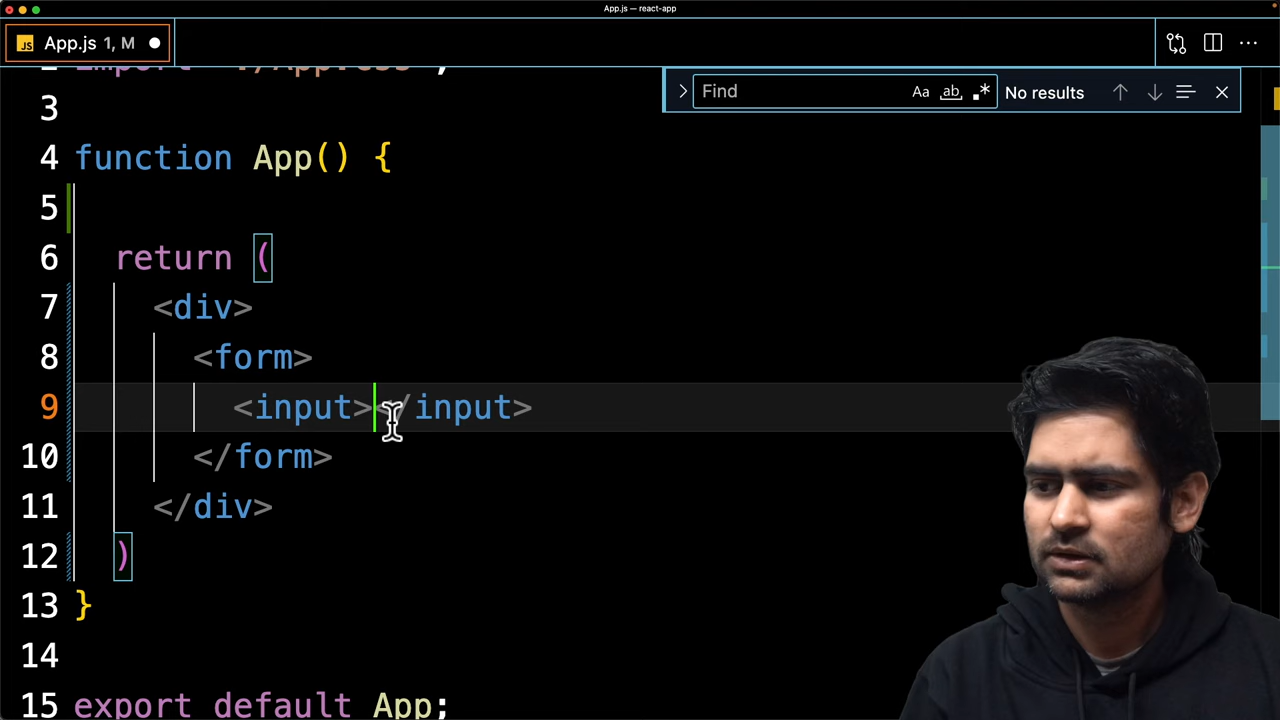 App.js — react-app
JS App.js 1, M
Find Aa ab .* No results
3
4 function App() {
5
6 return (
7 <div>
8 <form>
9 <input></input>
10 </form>
11 </div>
12 )
13 }
14
15 export default App;